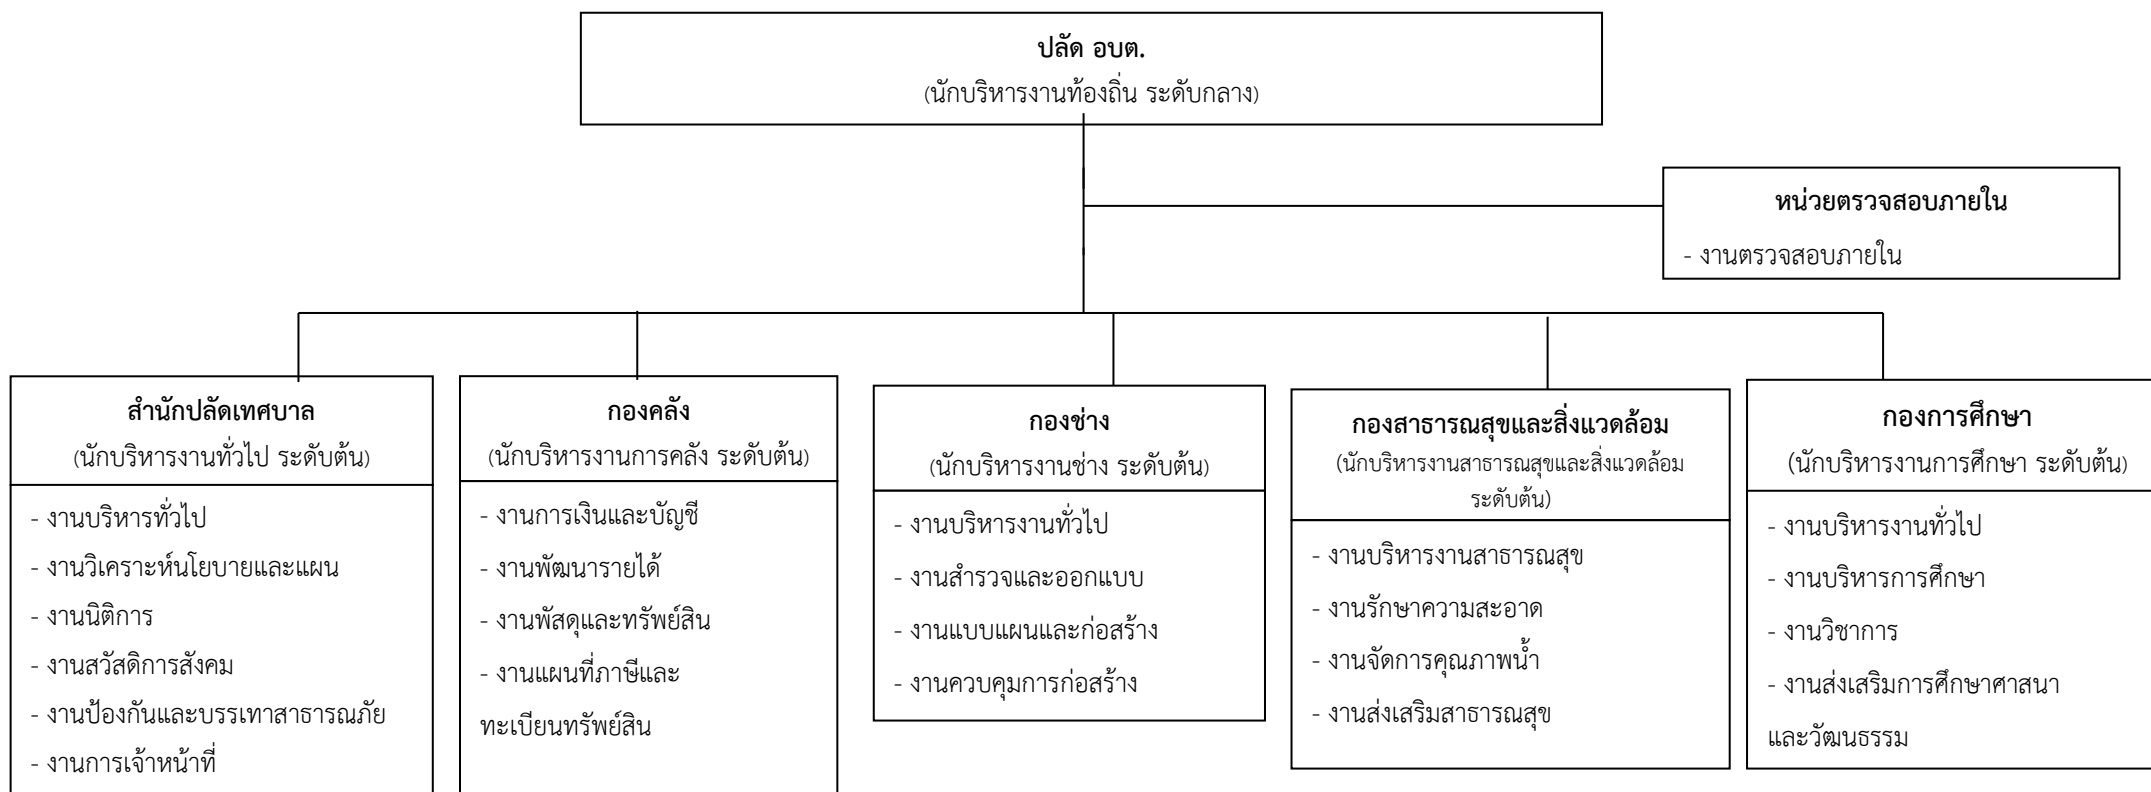 ปลัด อบต.
(นักบริหารงานท้องถิ่น ระดับกลาง)
หน่วยตรวจสอบภายใน
- งานตรวจสอบภายใน
สำนักปลัดเทศบาล
(นักบริหารงานทั่วไป ระดับต้น)
- งานบริหารทั่วไป
- งานวิเคราะห์นโยบายและแผน
- งานนิติการ
- งานสวัสดิการสังคม
- งานป้องกันและบรรเทาสาธารณภัย
- งานการเจ้าหน้าที่
กองคลัง
(นักบริหารงานการคลัง ระดับต้น)
- งานการเงินและบัญชี
- งานพัฒนารายได้
- งานพัสดุและทรัพย์สิน
- งานแผนที่ภาษีและ
ทะเบียนทรัพย์สิน
กองช่าง
(นักบริหารงานช่าง ระดับต้น)
- งานบริหารงานทั่วไป
- งานสำรวจและออกแบบ
- งานแบบแผนและก่อสร้าง
- งานควบคุมการก่อสร้าง
กองสาธารณสุขและสิ่งแวดล้อม
(นักบริหารงานสาธารณสุขและสิ่งแวดล้อม
ระดับต้น)
- งานบริหารงานสาธารณสุข
- งานรักษาความสะอาด
- งานจัดการคุณภาพน้ำ
- งานส่งเสริมสาธารณสุข
กองการศึกษา
(นักบริหารงานการศึกษา ระดับต้น)
- งานบริหารงานทั่วไป
- งานบริหารการศึกษา
- งานวิชาการ
- งานส่งเสริมการศึกษาศาสนา
และวัฒนธรรม